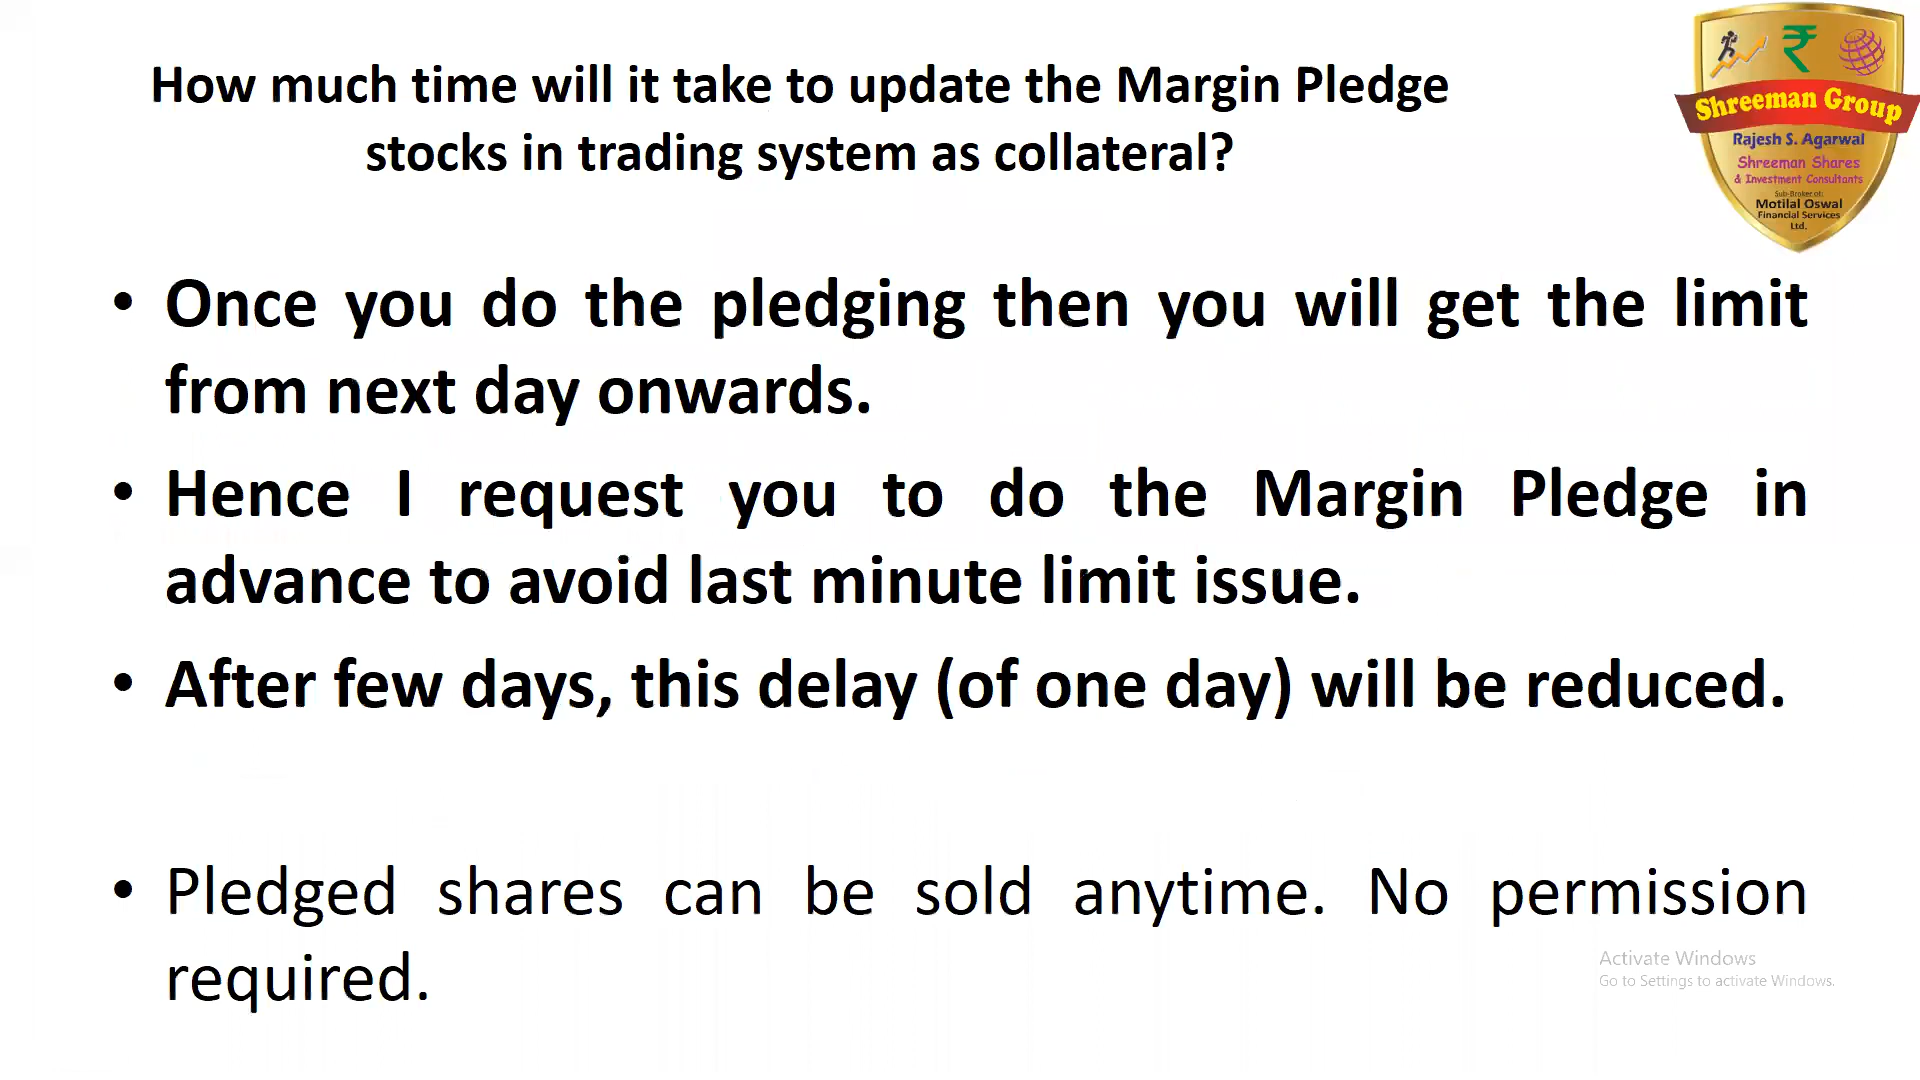 How much time will it take to update the Margin Pledge
stocks in trading system as collateral?
Shreeman Group
Rajesh S. Agarwal
Shreeman Shares
& Investment Consultants
Sub-Broker of:
Motilal Oswal
Financial Services
Ltd.
• Once you do the pledging then you will get the limit
from next day onwards.
• Hence I request you to do the Margin Pledge in
advance to avoid last minute limit issue.
• After few days, this delay (of one day) will be reduced.
• Pledged shares can be sold anytime. No permission
required.
Activate Windows
Go to Settings to activate Windows.